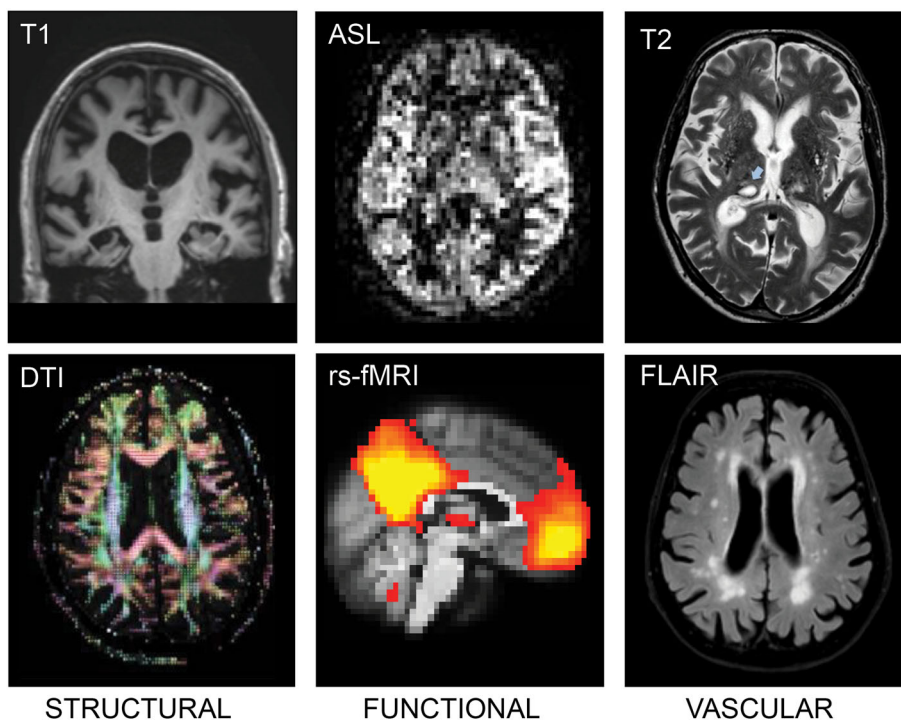 T1
ASL
T2
DTI
rs-fMRI
FLAIR
STRUCTURAL
FUNCTIONAL
VASCULAR